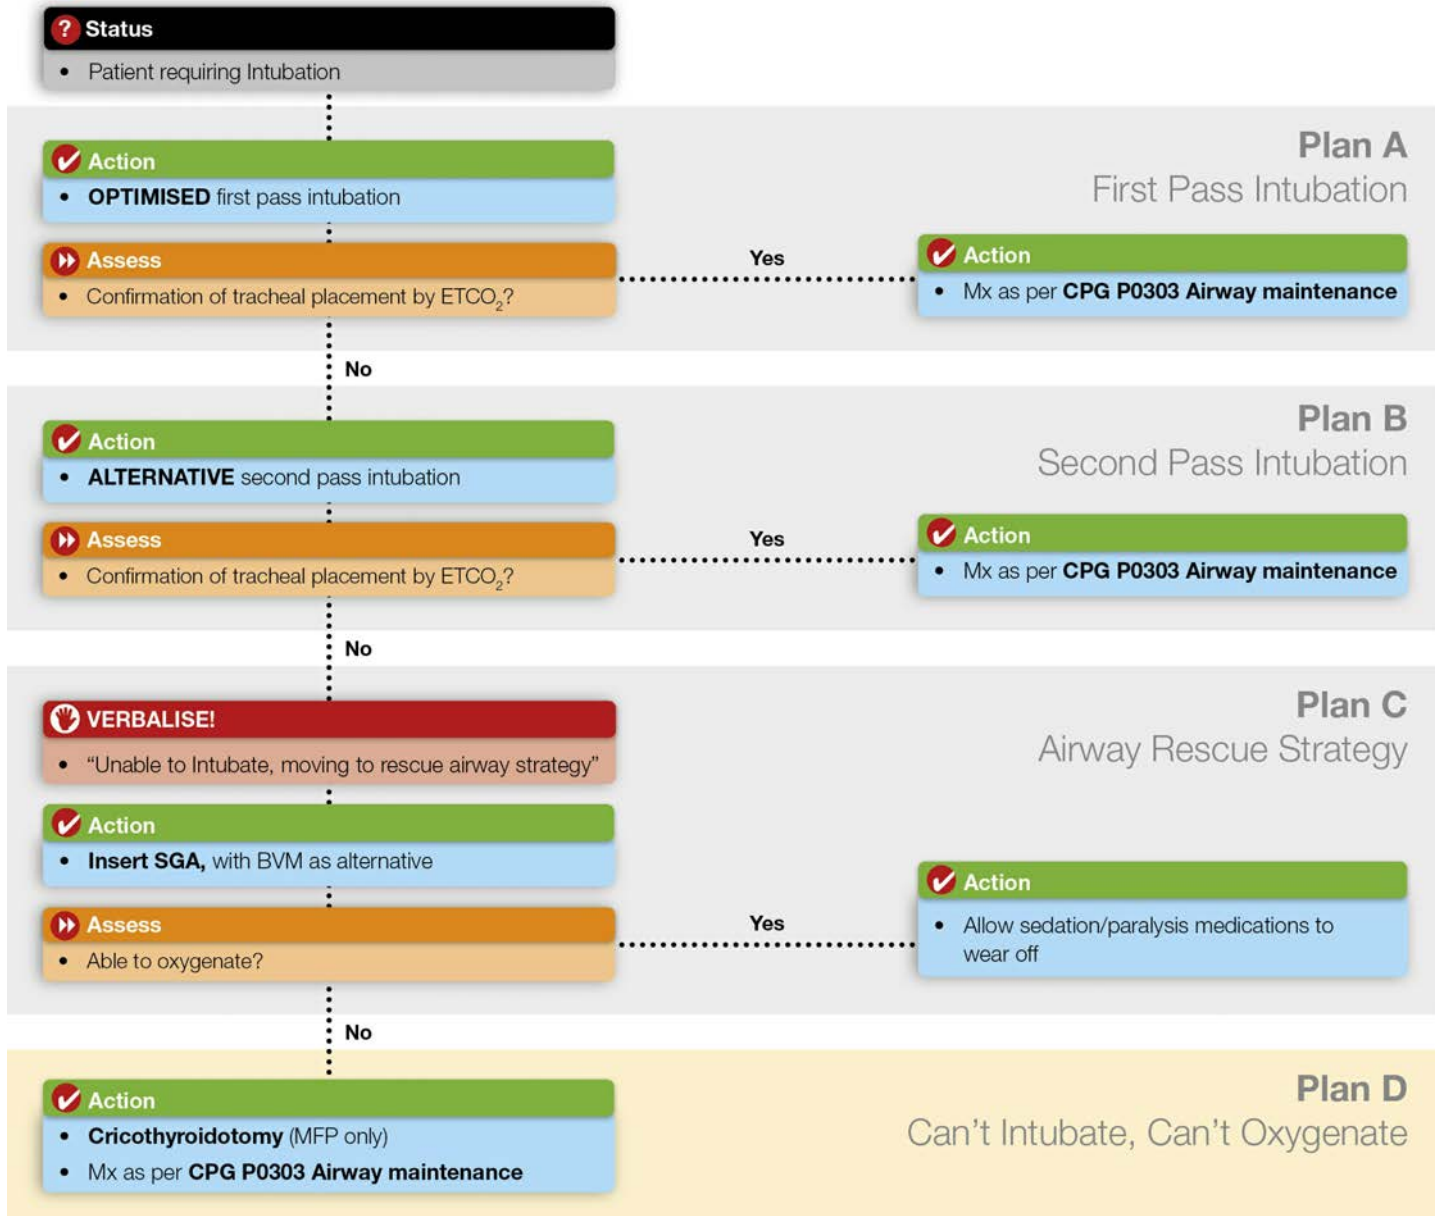 ? Status
• Patient requiring Intubation
Plan A
First Pass Intubation
Action
• OPTIMISED first pass intubation
Assess
• Confirmation of tracheal placement by ETCO₂?
Yes
Action
• Mx as per CPG P0303 Airway maintenance
No
Plan B
Second Pass Intubation
Action
• ALTERNATIVE second pass intubation
Assess
• Confirmation of tracheal placement by ETCO₂?
Yes
Action
• Mx as per CPG P0303 Airway maintenance
No
Plan C
Airway Rescue Strategy
VERBALISE!
• “Unable to Intubate, moving to rescue airway strategy”
Action
• Insert SGA, with BVM as alternative
Assess
• Able to oxygenate?
Yes
Action
• Allow sedation/paralysis medications to
wear off
No
Plan D
Can’t Intubate, Can’t Oxygenate
Action
• Cricothyroidotomy (MFP only)
• Mx as per CPG P0303 Airway maintenance